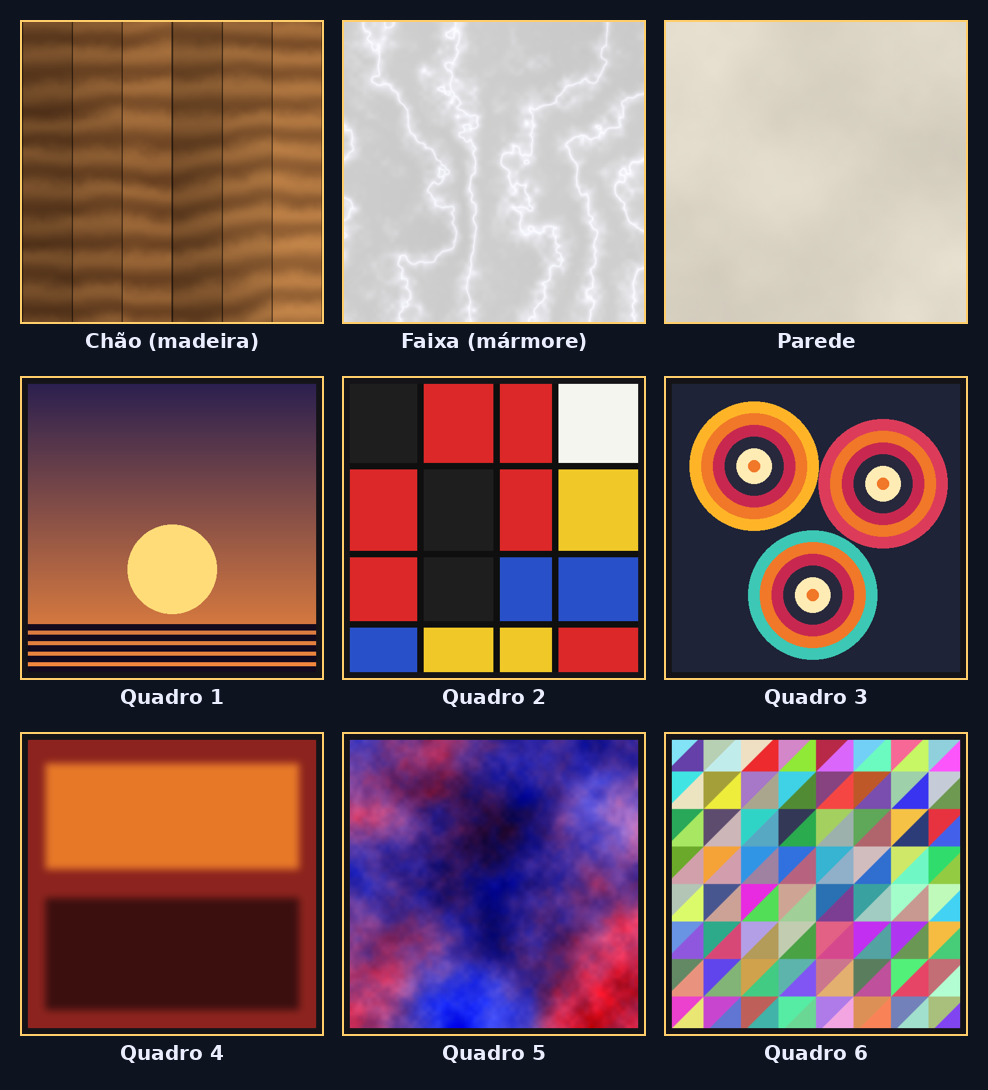 Chão (madeira)
Faixa (mármore)
Parede
Quadro 1
Quadro 2
Quadro 3
Quadro 4
Quadro 5
Quadro 6